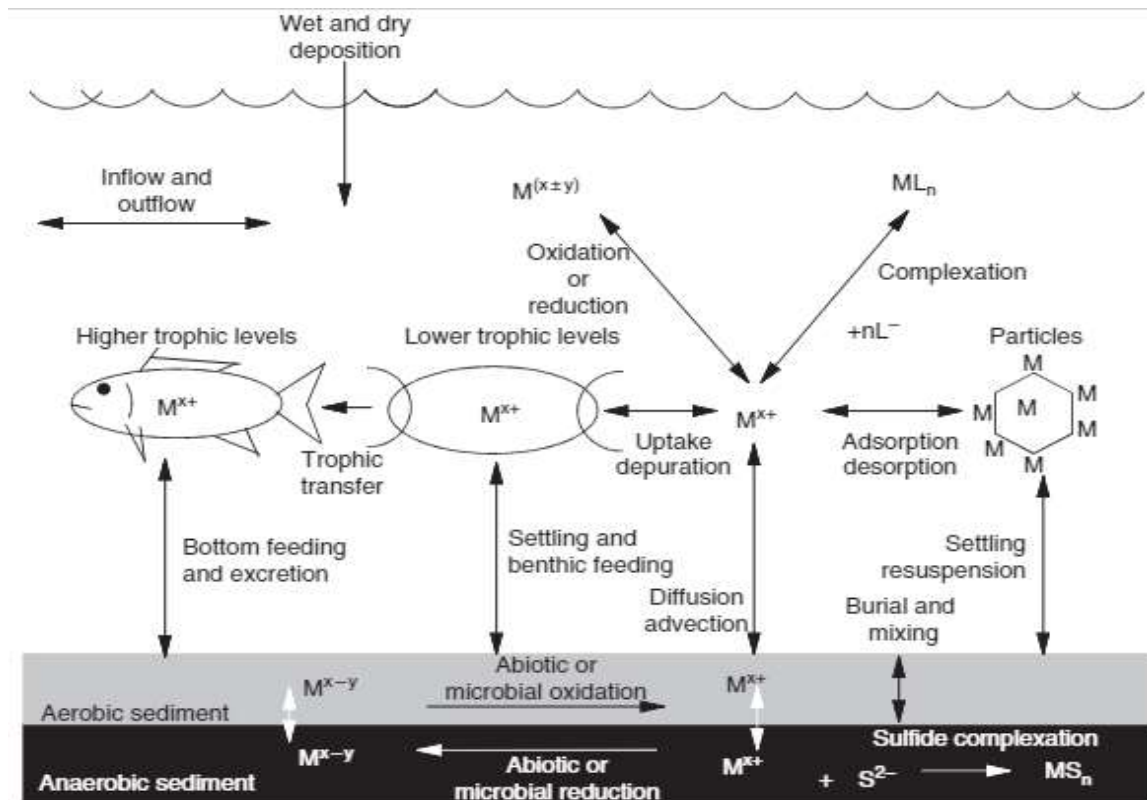 Wet and dry
deposition
Inflow and
outflow
M(x±y)
MLn
Oxidation
or
reduction
Complexation
+nL−
Higher trophic levels
Lower trophic levels
Particles
Mx+
Mx+
Mx+
M
M
M
M
M
M
M
Trophic
transfer
Uptake
depuration
Adsorption
desorption
Bottom feeding
and excretion
Settling and
benthic feeding
Diffusion
advection
Settling
resuspension
Burial and
mixing
Aerobic sediment
Mx−y
Abiotic or
microbial oxidation
Mx+
Anaerobic sediment
Mx−y
Abiotic or
microbial reduction
Mx+
Sulfide complexation
+ S2−
MSn